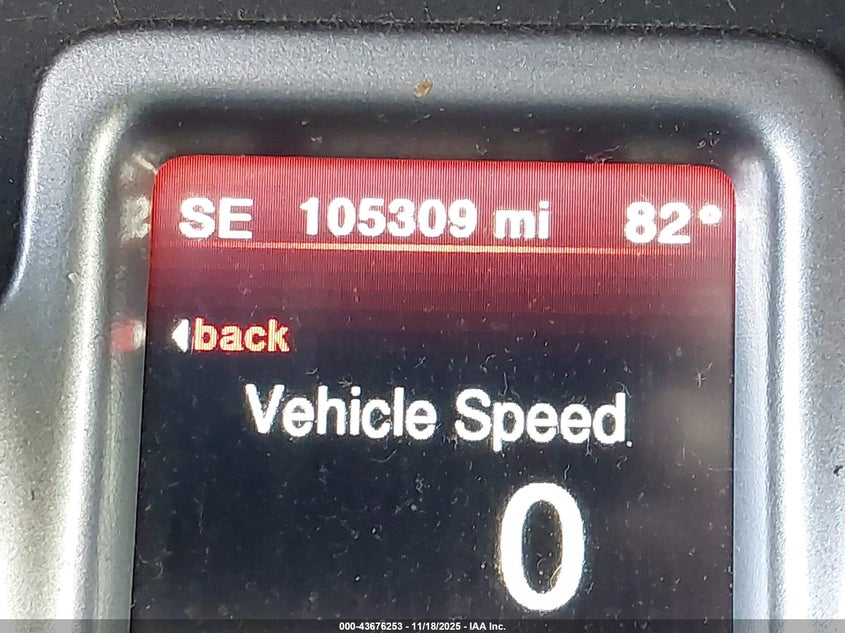 SE 105309 mi 82°
back
Vehicle Speed
0
000-43676253 - 11/18/2025 - IAA Inc.